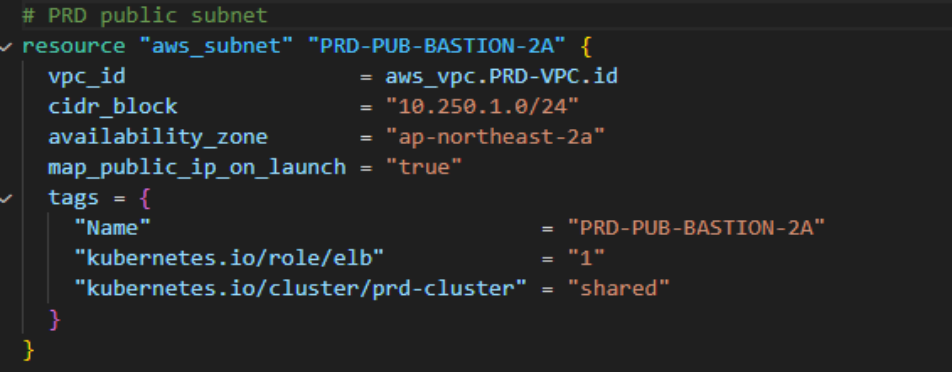 # PRD public subnet
resource "aws_subnet" "PRD-PUB-BASTION-2A" {
  vpc_id                  = aws_vpc.PRD-VPC.id
  cidr_block              = "10.250.1.0/24"
  availability_zone       = "ap-northeast-2a"
  map_public_ip_on_launch = "true"
  tags = {
    "Name"                              = "PRD-PUB-BASTION-2A"
    "kubernetes.io/role/elb"            = "1"
    "kubernetes.io/cluster/prd-cluster" = "shared"
  }
}